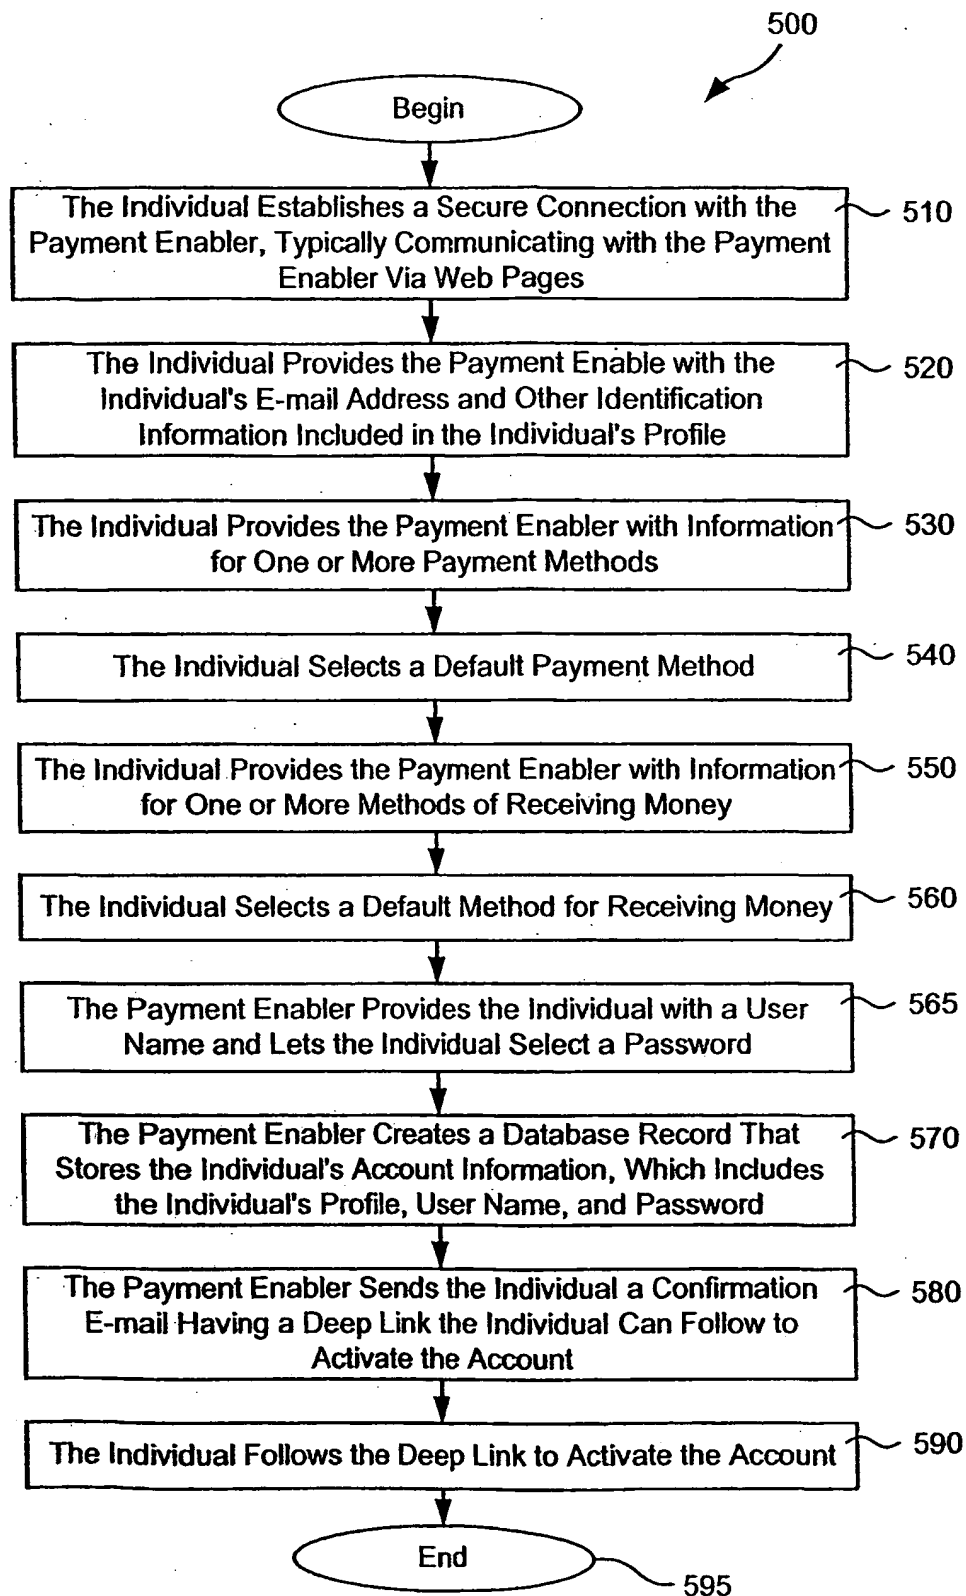 500
Begin
The Individual Establishes a Secure Connection with the
Payment Enabler, Typically Communicating with the Payment
Enabler Via Web Pages
510
The Individual Provides the Payment Enable with the
Individual's E-mail Address and Other Identification
Information Included in the Individual's Profile
520
The Individual Provides the Payment Enabler with Information
for One or More Payment Methods
530
The Individual Selects a Default Payment Method
540
The Individual Provides the Payment Enabler with Information
for One or More Methods of Receiving Money
550
The Individual Selects a Default Method for Receiving Money
560
The Payment Enabler Provides the Individual with a User
Name and Lets the Individual Select a Password
565
The Payment Enabler Creates a Database Record That
Stores the Individual's Account Information, Which Includes
the Individual's Profile, User Name, and Password
570
The Payment Enabler Sends the Individual a Confirmation
E-mail Having a Deep Link the Individual Can Follow to
Activate the Account
580
The Individual Follows the Deep Link to Activate the Account
590
End
595